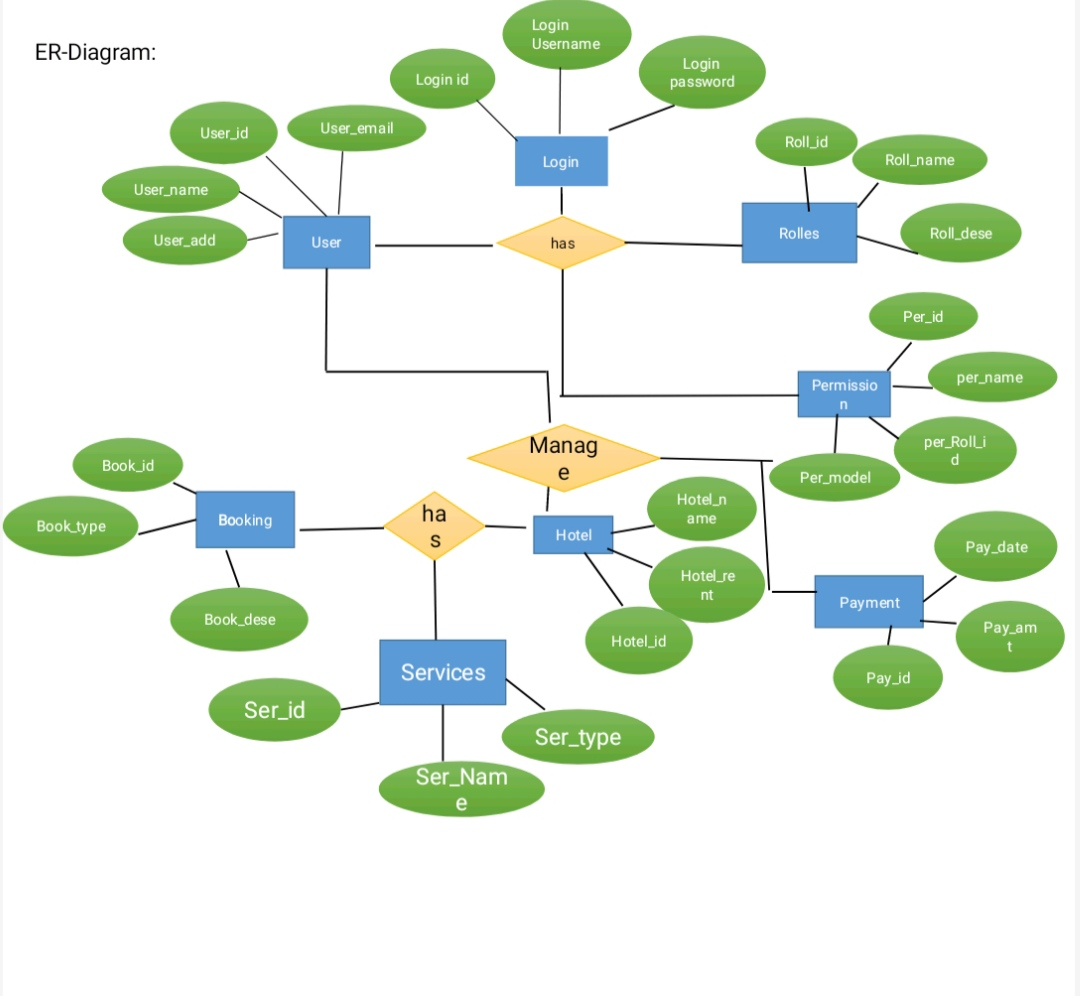 ER-Diagram:
Login
Username
Login id
Login
password
User_id
User_email
User_name
User_add
User
Login
has
Roll_id
Roll_name
Rolles
Roll_dese
Per_id
Permissio
n
per_name
per_Roll_i
d
Per_model
Manag
e
Book_id
Book_type
Booking
Book_dese
ha
s
Hotel
Hotel_n
ame
Hotel_re
nt
Hotel_id
Pay_date
Payment
Pay_am
t
Pay_id
Services
Ser_id
Ser_type
Ser_Nam
e